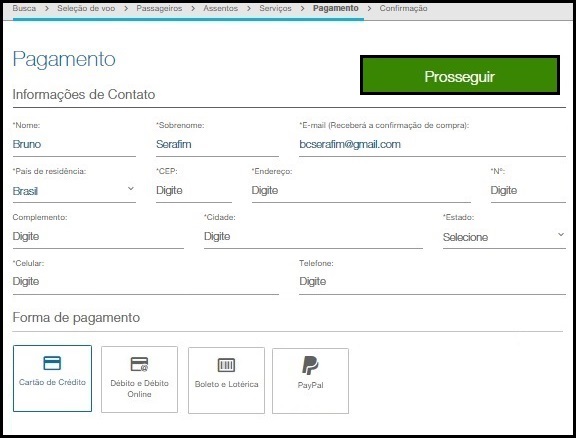 Busca > Seleção de voo > Passageiros > Assentos > Serviços > Pagamento > Confirmação
Pagamento
Prosseguir
Informações de Contato
*Nome: *Sobrenome: *E-mail (Receberá a confirmação de compra):
Bruno Serafim bcserafim@gmail.com
*País de residência: *CEP: *Endereço: *Nº:
Brasil Digite Digite Digite
Complemento: *Cidade: *Estado:
Digite Digite Selecione
*Celular: Telefone:
Digite Digite
Forma de pagamento
Cartão de Crédito
Débito e Débito
Online
Boleto e Lotérica
PayPal